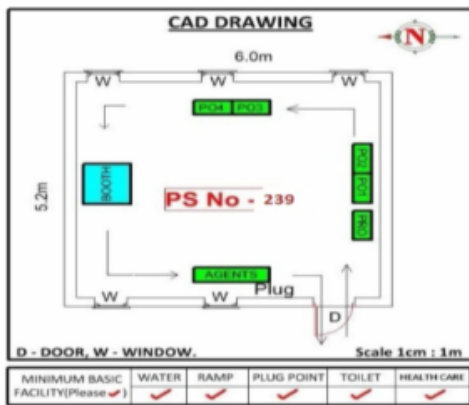 CAD DRAWING
N
6.0m
W W W
PO4 PO3
5.2m
BOOTH
PO2
PO1
PRO
PS No - 239
AGENTS
Plug
W W
D
D - DOOR, W - WINDOW. Scale 1cm : 1m
MINIMUM BASIC FACILITY(Please ✓) WATER RAMP PLUG POINT TOILET HEALTH CARE
✓ ✓ ✓ ✓ ✓